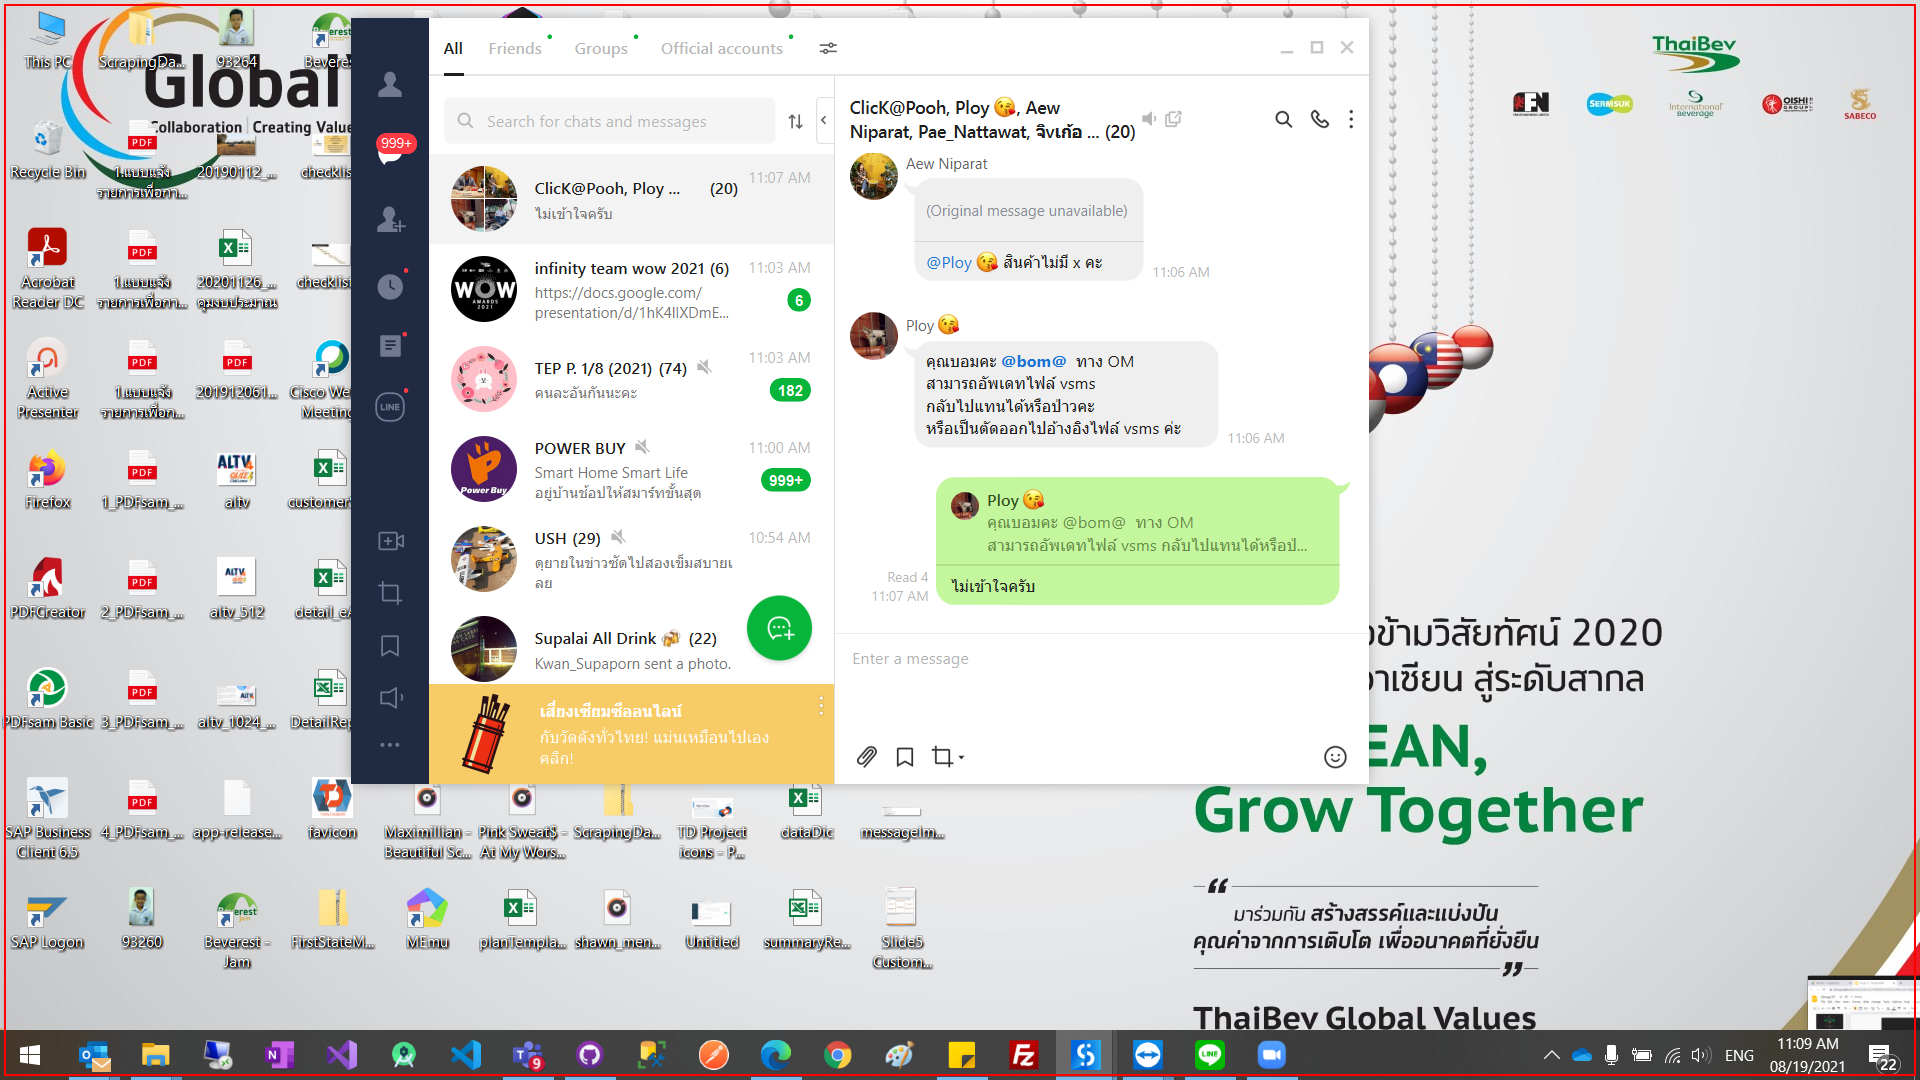 All
Friends
Groups
Official accounts
Search for chats and messages
999+
ClicK@Pooh, Ploy ... (20)
11:07 AM
ไม่เข้าใจครับ
infinity team wow 2021 (6)
11:03 AM
https://docs.google.com/
presentation/d/1hK4IlXDmE...
6
WOW
AWARDS
2021
TEP P. 1/8 (2021) (74)
11:03 AM
คนละอันกันนะคะ
182
POWER BUY
11:00 AM
Smart Home Smart Life
อยู่บ้านช้อปให้สมาร์ทขั้นสุด
999+
Power Buy
USH (29)
10:54 AM
ดุยายในข่าวซัดไปสองเข็มสบายเ
ลย
Supalai All Drink 🍻 (22)
Kwan_Supaporn sent a photo.
เสี่ยงเซียมซีออนไลน์
กับวัดดังทั่วไทย! แม่นเหมือนไปเอง
คลิก!
LINE
ClicK@Pooh, Ploy 😘, Aew
Niparat, Pae_Nattawat, จิvเก้อ ... (20)
Aew Niparat
(Original message unavailable)
@Ploy 😘 สินค้าไม่มี x คะ
11:06 AM
Ploy 😘
คุณบอมคะ @bom@ ทาง OM
สามารถอัพเดทไฟล์ vsms
กลับไปแทนได้หรือป่าวคะ
หรือเป็นตัดออกไปอ้างอิงไฟล์ vsms ค่ะ
11:06 AM
Ploy 😘
คุณบอมคะ @bom@ ทาง OM
สามารถอัพเดทไฟล์ vsms กลับไปแทนได้หรือป...
ไม่เข้าใจครับ
Read 4
11:07 AM
Enter a message
This PC
ScrapingDa...
93264
Global
Collaboration
Recycle Bin
1.แบบแจ้ง
รายการเพื่อกา...
20190112_...
Acrobat
Reader DC
1.แบบแจ้ง
รายการเพื่อกา...
20201126_...
คุมงบประมาณ
Active
Presenter
1.แบบแจ้ง
รายการเพื่อกา...
201912061...
Firefox
1_PDFsam_...
altv
PDFCreator
2_PDFsam_...
altv_512
PDFsam Basic
3_PDFsam_...
altv_1024_...
SAP Business
Client 6.5
4_PDFsam_...
app-release...
favicon
Maximillian -
Beautiful Sc...
Pink Sweat$ -
At My Wors...
ScrapingDa...
TD Project
icons - P...
dataDic
messageIm...
SAP Logon
93260
Beverest -
Jam
FirstStateM...
MEmu
planTempla...
shawn_men...
Untitled
summaryRe...
Slide5
Custom...
ThaiBev
SERMSUK
International
Beverage
OISHI
GROUP
SABECO
ข้ามวิสัยทัศน์ 2020
าเซียน สู่ระดับสากล
EAN,
Grow Together
“
มาร่วมกัน สร้างสรรค์และแบ่งปัน
คุณค่าจากการเติบโต เพื่ออนาคตที่ยั่งยืน
”
ThaiBev Global Values
9
ENG
11:09 AM
08/19/2021
22